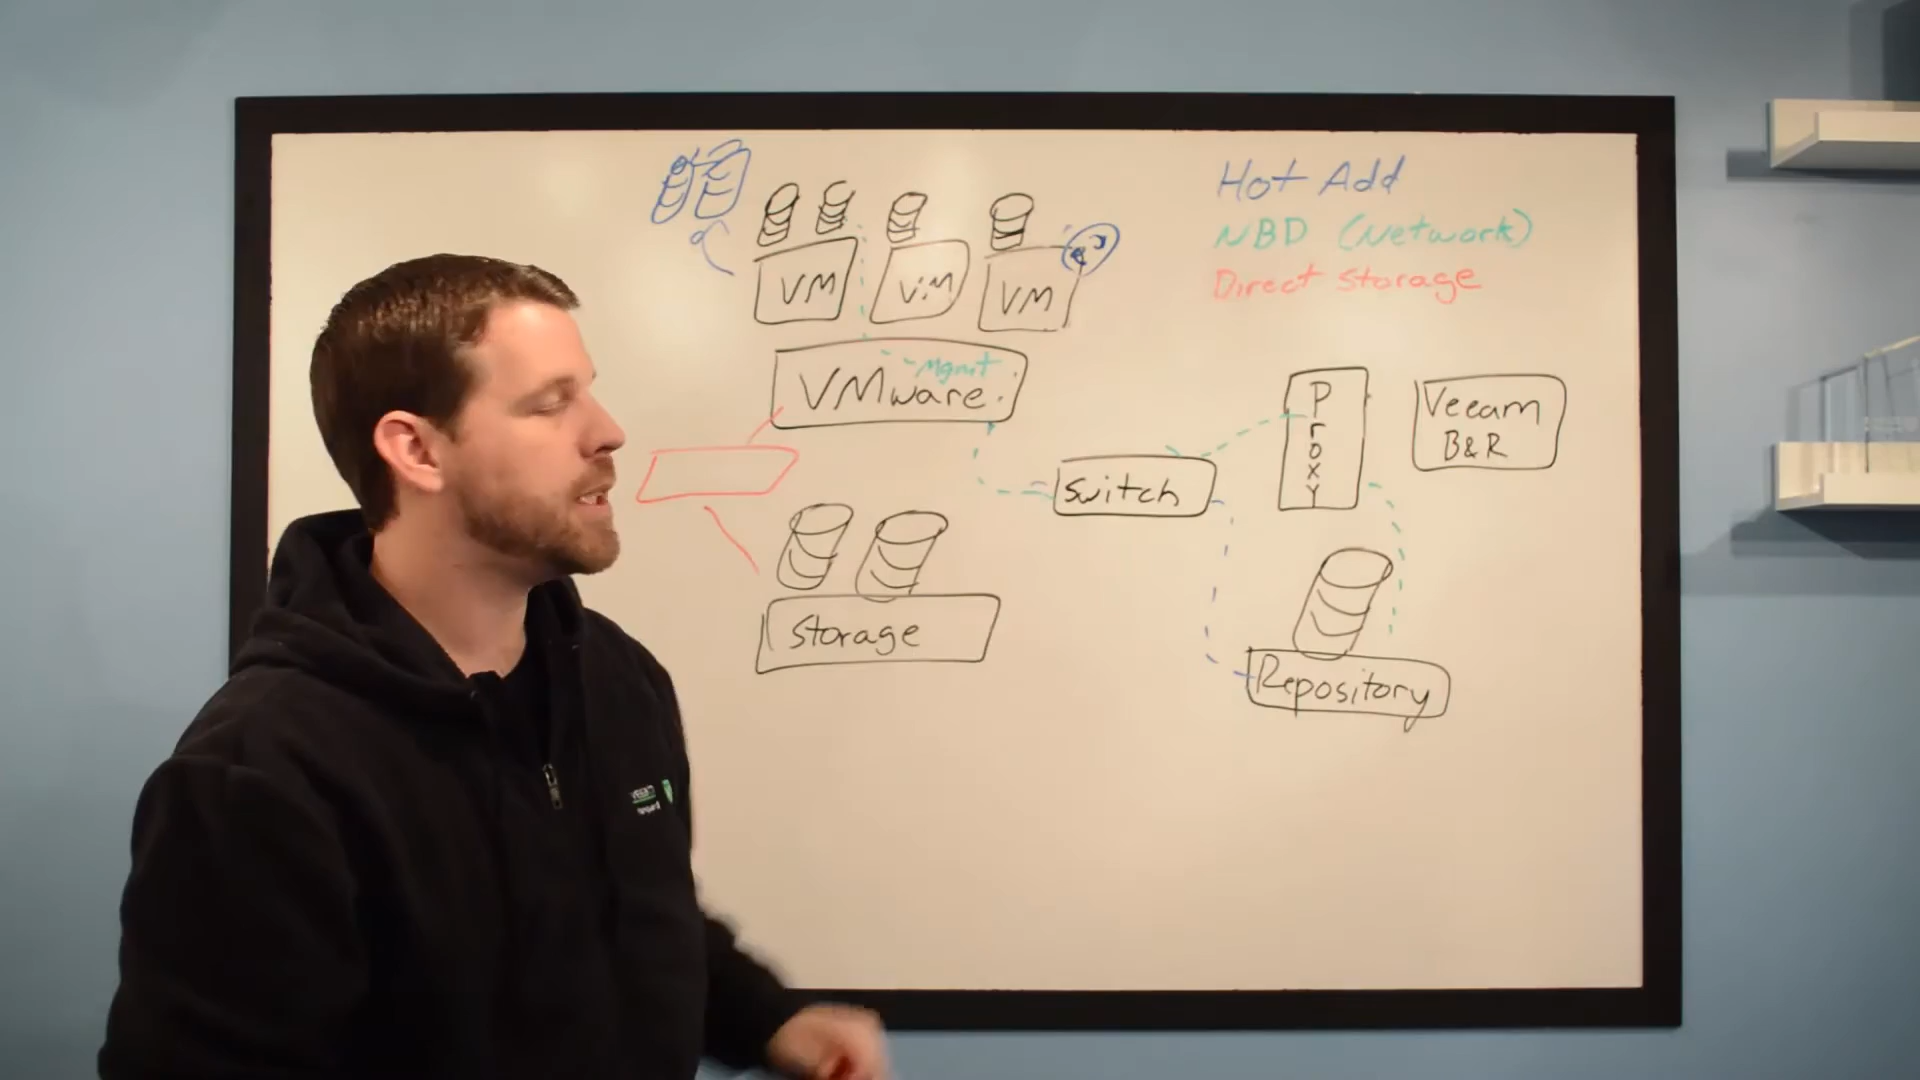 Hot Add
NBD (Network)
Direct Storage
VM
VM
VM
Mgmt
VMware
Proxy
Veeam
B&R
Switch
Storage
Repository